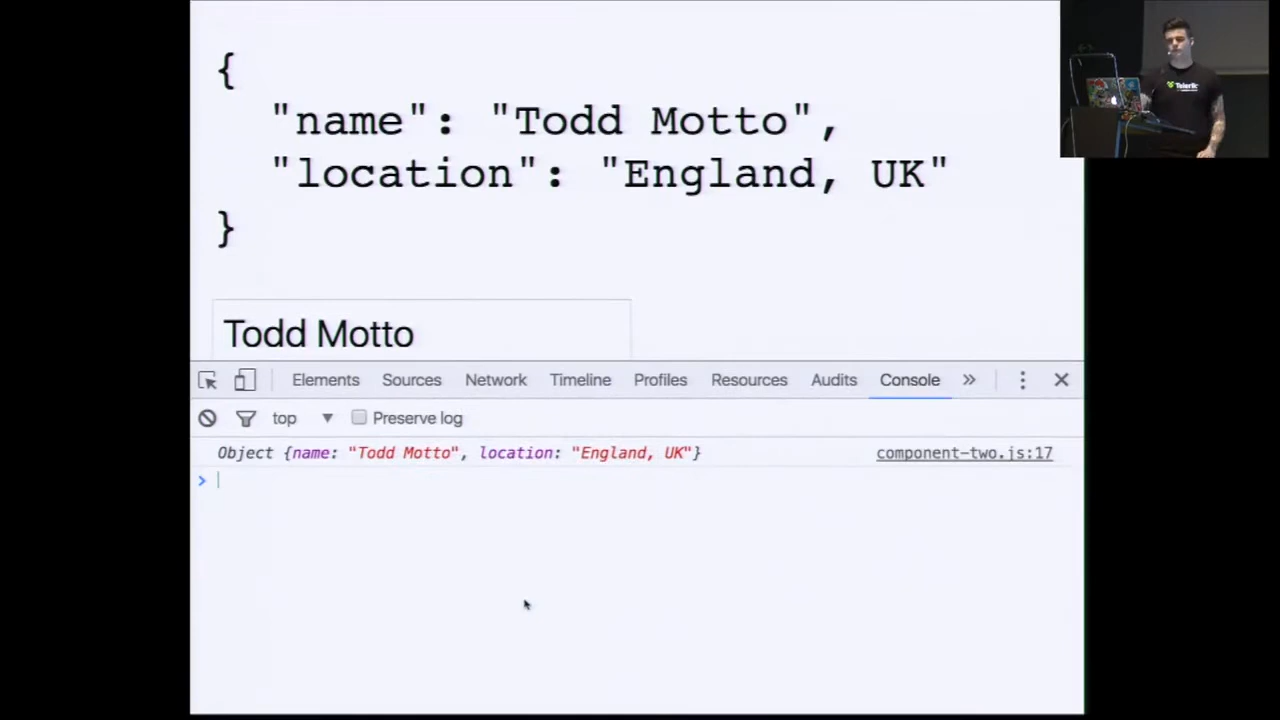 {
"name": "Todd Motto",
"location": "England, UK"
}
Todd Motto
Elements Sources Network Timeline Profiles Resources Audits Console »
top Preserve log
Object {name: "Todd Motto", location: "England, UK"} component-two.js:17
>
Telerik